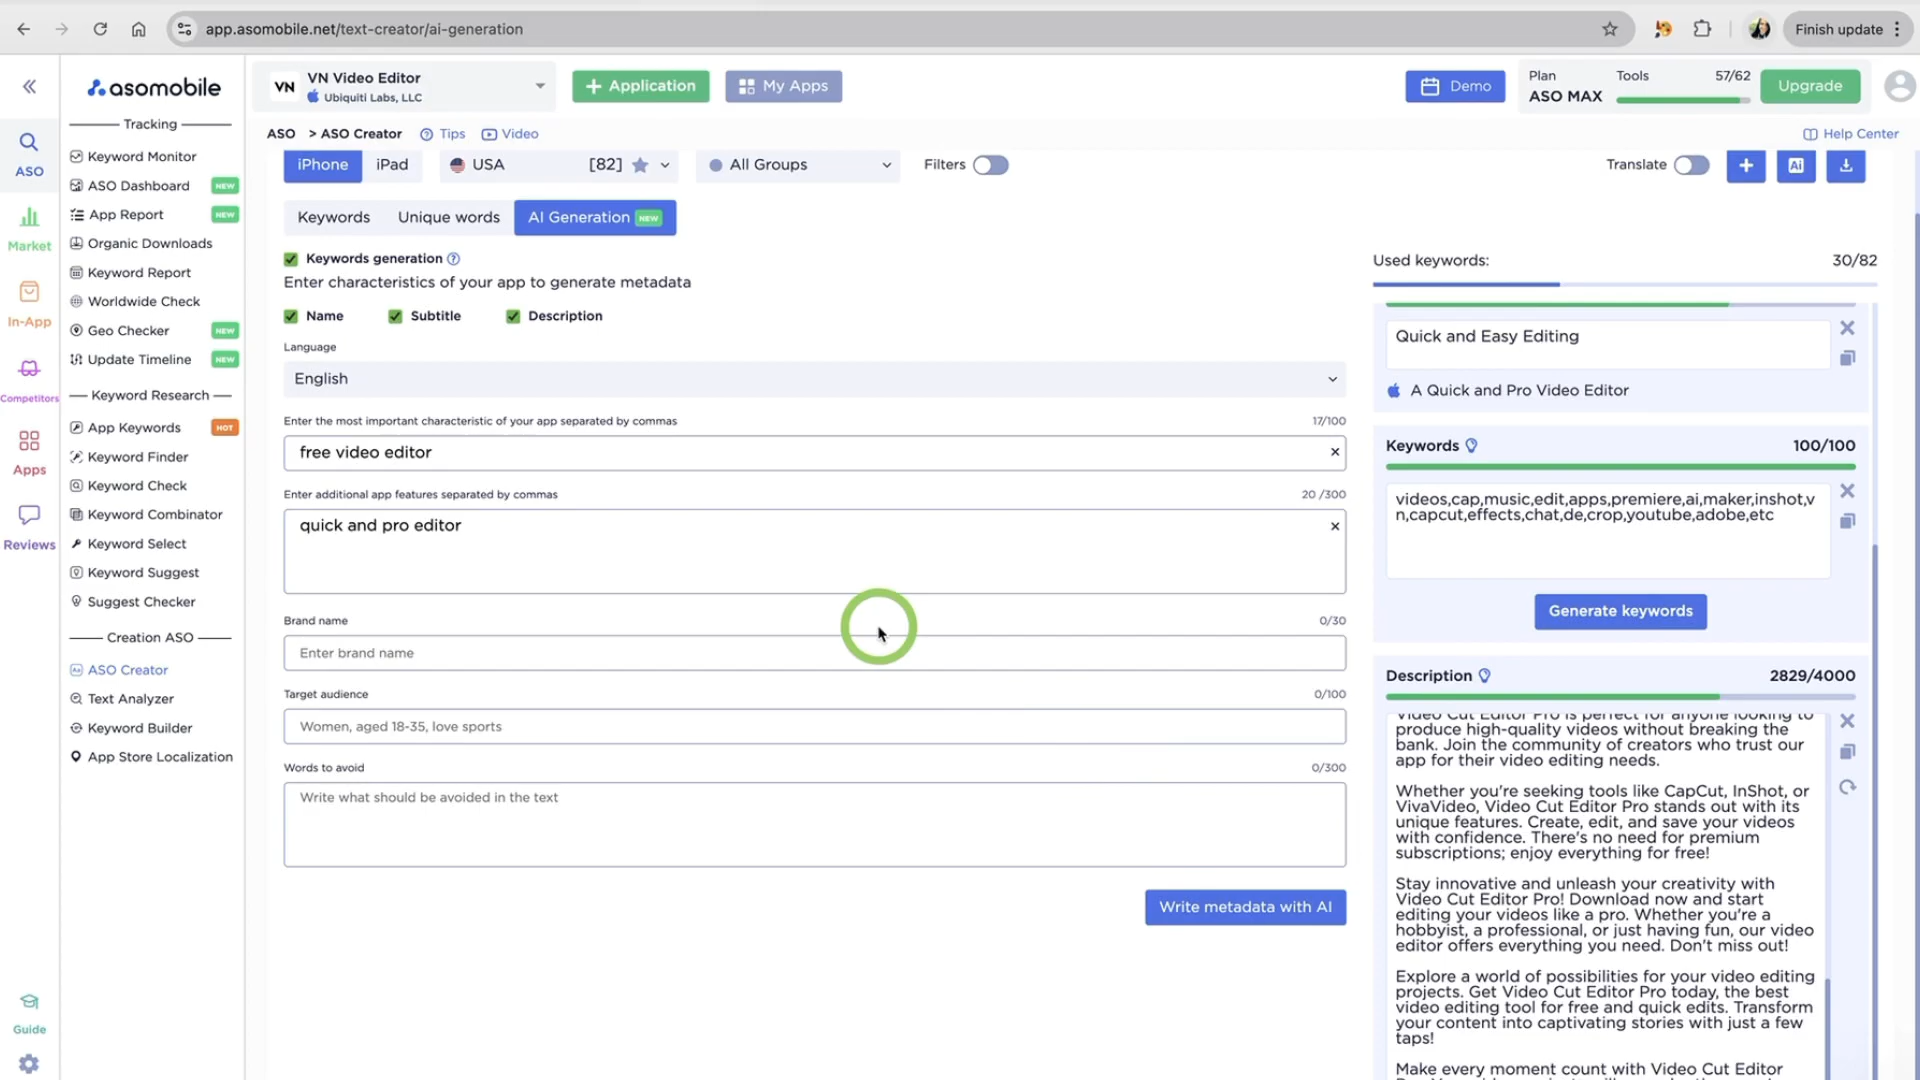 app.asomobile.net/text-creator/ai-generation
Finish update
asomobile
VN
VN Video Editor
Ubiquiti Labs, LLC
+ Application
My Apps
Demo
Plan
ASO MAX
Tools
57/62
Upgrade
ASO
Market
In-App
Competitors
Apps
Reviews
Guide
Tracking
Keyword Monitor
ASO Dashboard NEW
App Report NEW
Organic Downloads
Keyword Report
Worldwide Check
Geo Checker NEW
Update Timeline NEW
Keyword Research
App Keywords HOT
Keyword Finder
Keyword Check
Keyword Combinator
Keyword Select
Keyword Suggest
Suggest Checker
Creation ASO
ASO Creator
Text Analyzer
Keyword Builder
App Store Localization
ASO > ASO Creator Tips Video
Help Center
iPhone iPad USA [82] All Groups Filters
Translate + Ai
Keywords Unique words AI Generation NEW
Keywords generation
Enter characteristics of your app to generate metadata
Name Subtitle Description
Language
English
Enter the most important characteristic of your app separated by commas 17/100
free video editor
Enter additional app features separated by commas 20 /300
quick and pro editor
Brand name 0/30
Enter brand name
Target audience 0/100
Women, aged 18-35, love sports
Words to avoid 0/300
Write what should be avoided in the text
Write metadata with AI
Used keywords: 30/82
Quick and Easy Editing
A Quick and Pro Video Editor
Keywords 100/100
videos,cap,music,edit,apps,premiere,ai,maker,inshot,v
n,capcut,effects,chat,de,crop,youtube,adobe,etc
Generate keywords
Description 2829/4000
Video Cut Editor Pro is perfect for anyone looking to
produce high-quality videos without breaking the
bank. Join the community of creators who trust our
app for their video editing needs.
Whether you're seeking tools like CapCut, InShot, or
VivaVideo, Video Cut Editor Pro stands out with its
unique features. Create, edit, and save your videos
with confidence. There's no need for premium
subscriptions; enjoy everything for free!
Stay innovative and unleash your creativity with
Video Cut Editor Pro! Download now and start
editing your videos like a pro. Whether you're a
hobbyist, a professional, or just having fun, our video
editor offers everything you need. Don't miss out!
Explore a world of possibilities for your video editing
projects. Get Video Cut Editor Pro today, the best
video editing tool for free and quick edits. Transform
your content into captivating stories with just a few
taps!
Make every moment count with Video Cut Editor